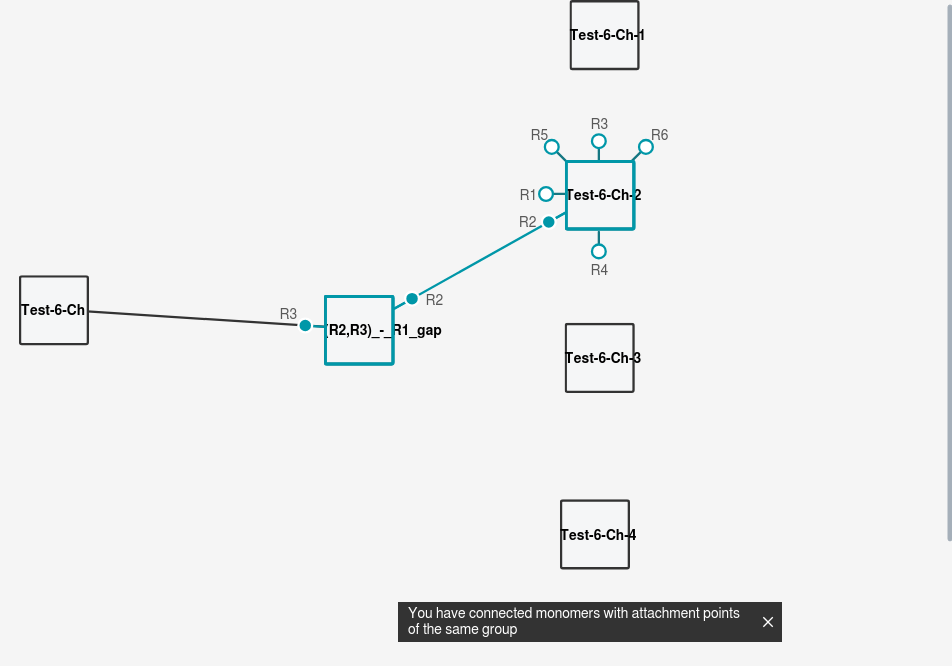 Test-6-Ch-1
R3
R5
R6
R1
Test-6-Ch-2
R2
R4
R2
R3
Test-6-Ch
(R2,R3)_-_R1_gap
Test-6-Ch-3
Test-6-Ch-4
You have connected monomers with attachment points
of the same group